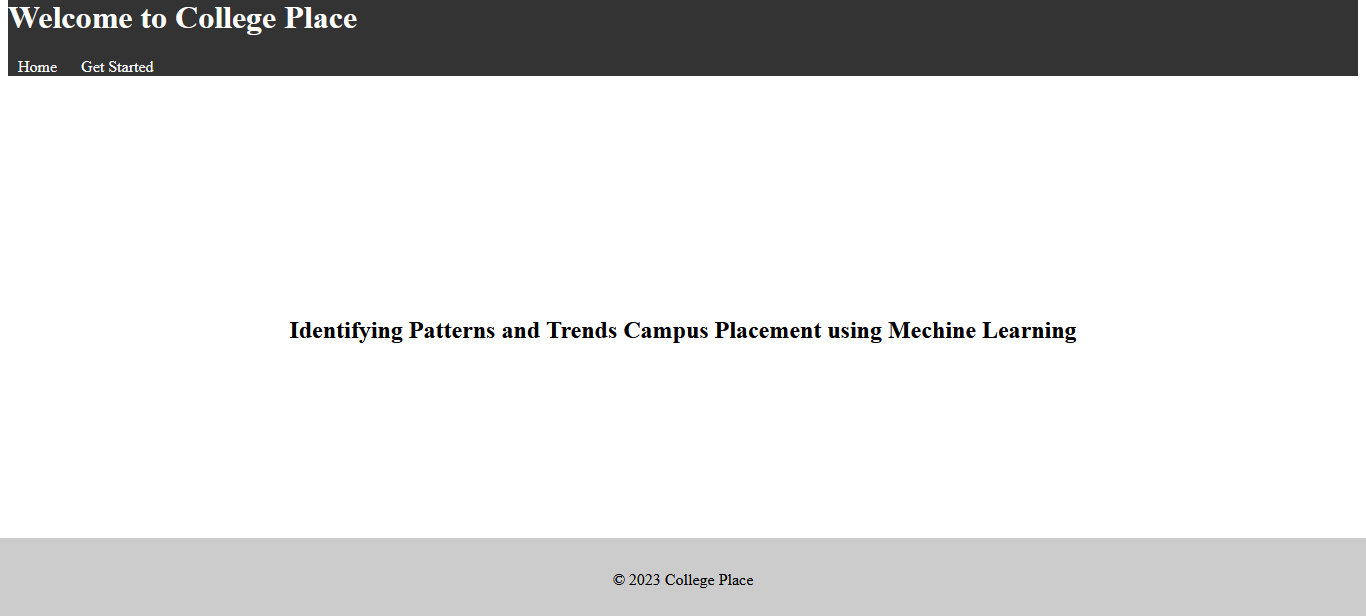 Welcome to College Place
Home Get Started
Identifying Patterns and Trends Campus Placement using Mechine Learning
© 2023 College Place